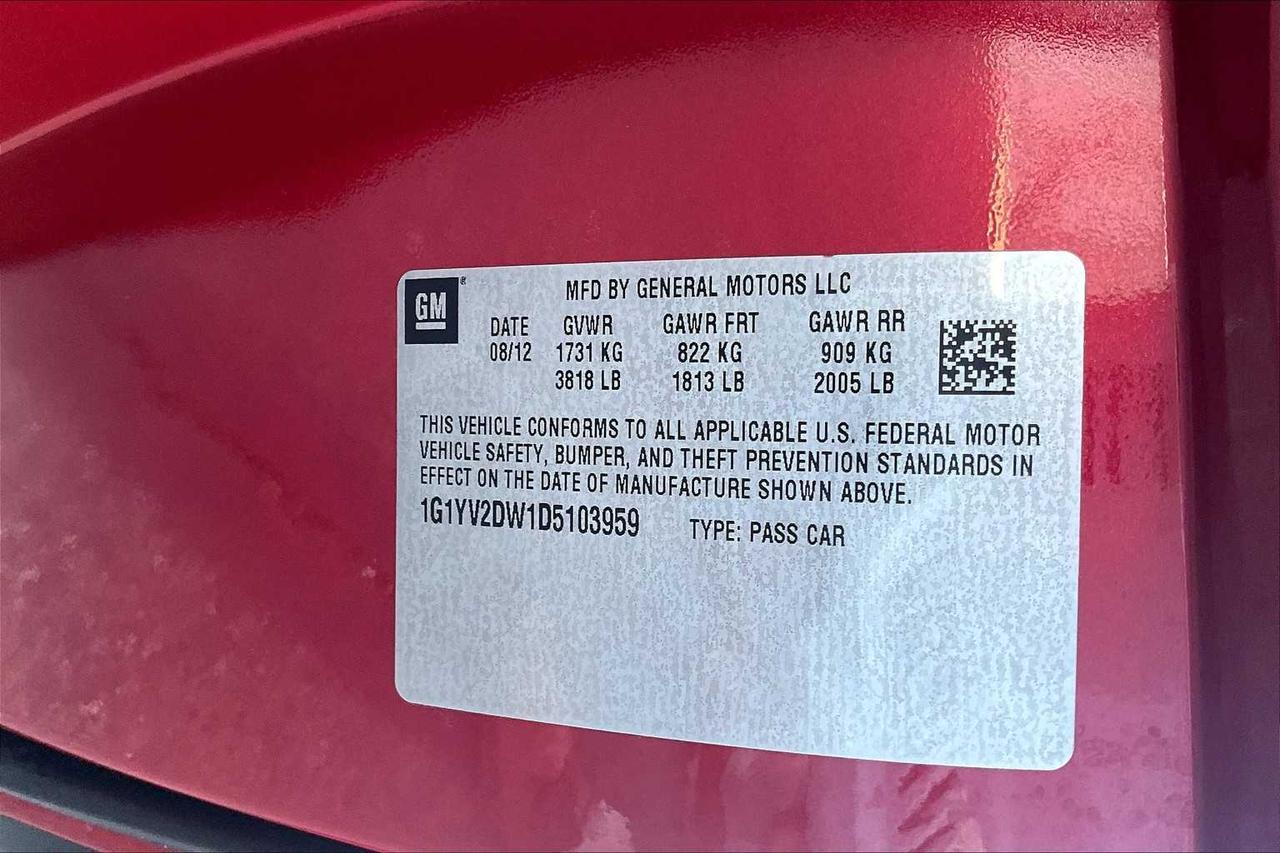 GM®
MFD BY GENERAL MOTORS LLC
DATE GVWR GAWR FRT GAWR RR
08/12 1731 KG 822 KG 909 KG
3818 LB 1813 LB 2005 LB
THIS VEHICLE CONFORMS TO ALL APPLICABLE U.S. FEDERAL MOTOR
VEHICLE SAFETY, BUMPER, AND THEFT PREVENTION STANDARDS IN
EFFECT ON THE DATE OF MANUFACTURE SHOWN ABOVE.
1G1YV2DW1D5103959 TYPE: PASS CAR